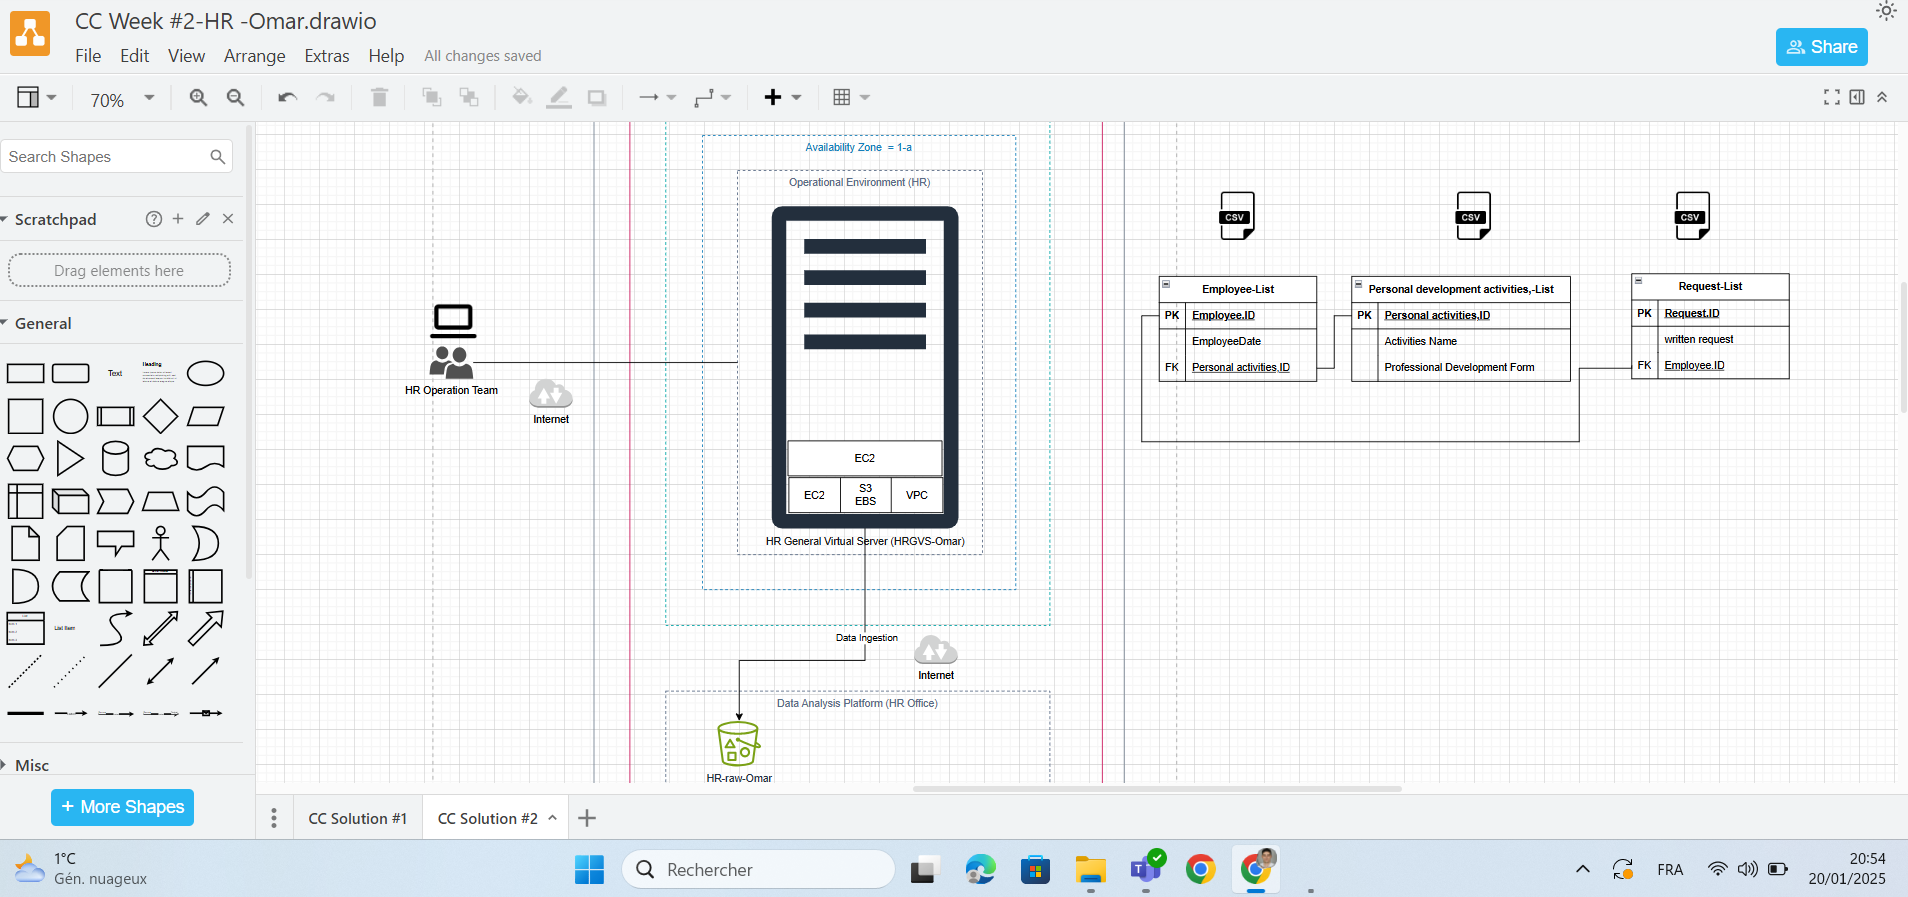 CC Week #2-HR -Omar.drawio
File Edit View Arrange Extras Help All changes saved
Share
70%
Search Shapes
Scratchpad
Drag elements here
General
Text
Heading
List Item
Misc
+ More Shapes
Availability Zone = 1-a
Operational Environment (HR)
HR Operation Team
Internet
EC2
EC2
S3
EBS
VPC
HR General Virtual Server (HRGVS-Omar)
Data Ingestion
Internet
Data Analysis Platform (HR Office)
HR-raw-Omar
CSV
CSV
CSV
Employee-List
PK Employee.ID
EmployeeDate
FK Personal activities,ID
Personal development activities,-List
PK Personal activities,ID
Activities Name
Professional Development Form
Request-List
PK Request.ID
written request
FK Employee.ID
CC Solution #1
CC Solution #2
1°C
Gén. nuageux
Rechercher
FRA
20:54
20/01/2025